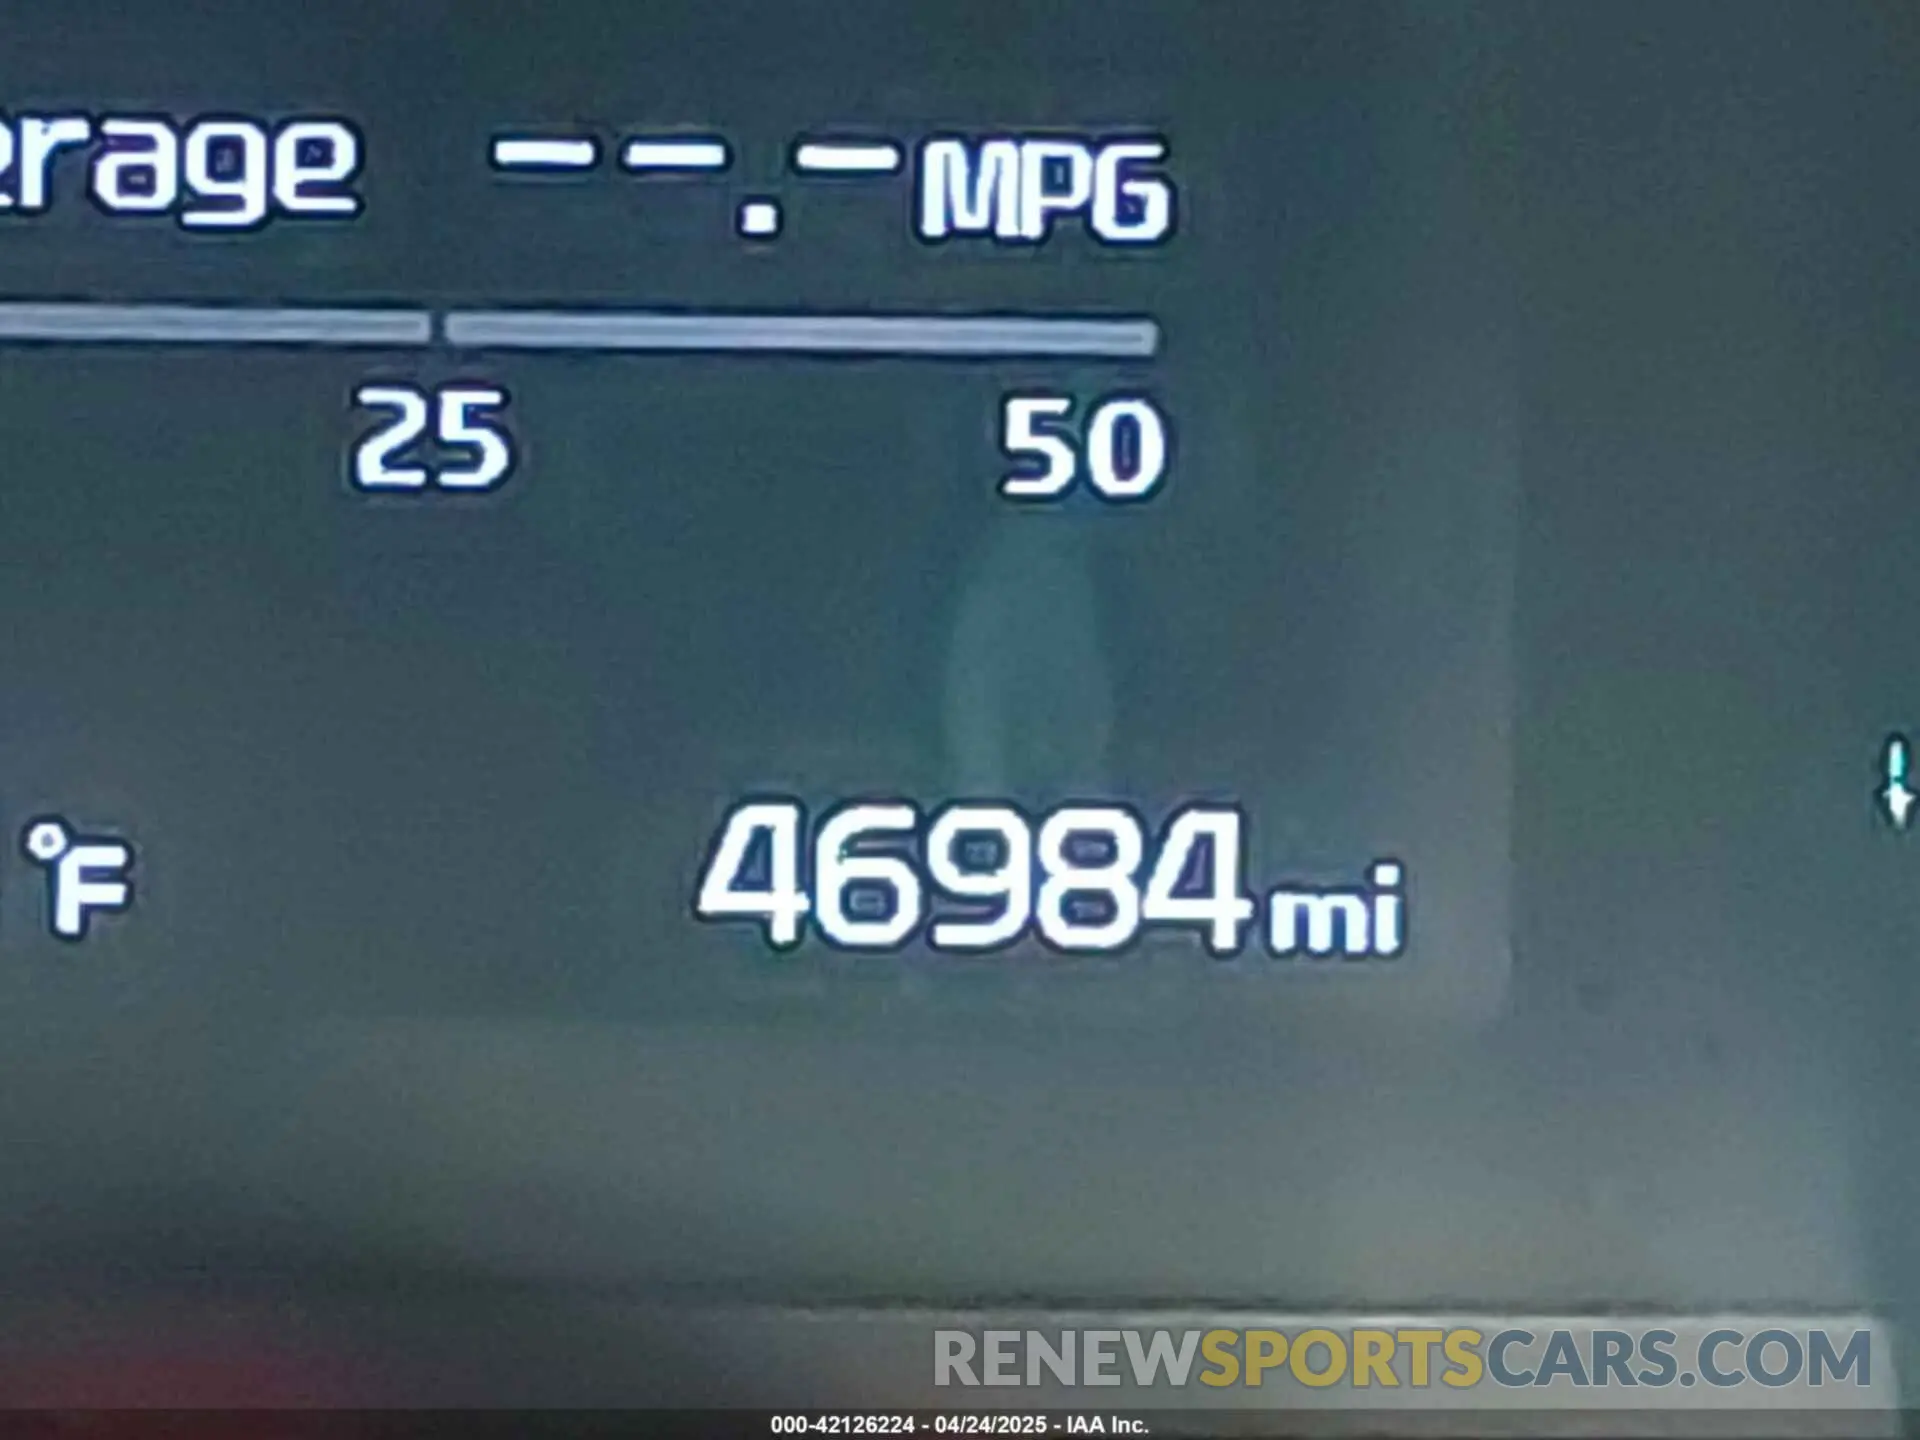 erage --.-MPG
25 50
°F 46984 mi
RENEWSPORTSCARS.COM
000-42126224 - 04/24/2025 - IAA Inc.